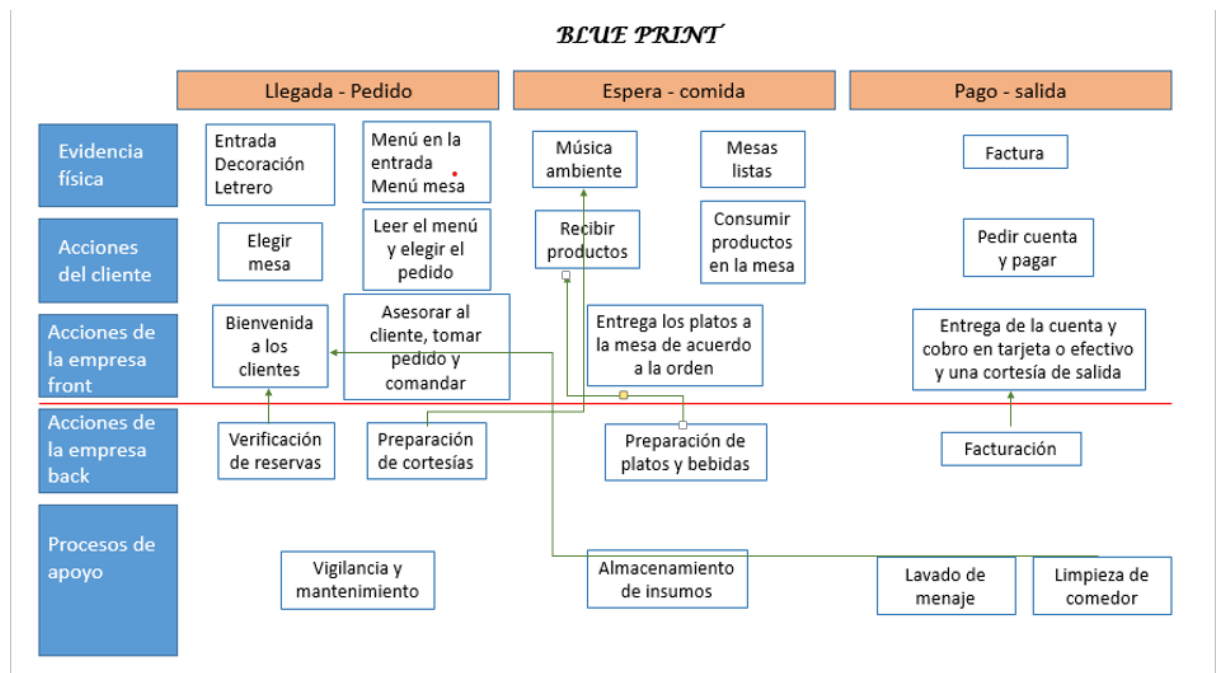 BLUE PRINT
Llegada - Pedido
Espera - comida
Pago - salida
Evidencia
física
Entrada
Decoración
Letrero
Menú en la
entrada
Menú mesa
Música
ambiente
Mesas
listas
Factura
Acciones
del cliente
Elegir
mesa
Leer el menú
y elegir el
pedido
Recibir
productos
Consumir
productos
en la mesa
Pedir cuenta
y pagar
Acciones de
la empresa
front
Bienvenida
a los
clientes
Asesorar al
cliente, tomar
pedido y
comandar
Entrega los platos a
la mesa de acuerdo
a la orden
Entrega de la cuenta y
cobro en tarjeta o efectivo
y una cortesía de salida
Acciones de
la empresa
back
Verificación
de reservas
Preparación
de cortesías
Preparación de
platos y bebidas
Facturación
Procesos de
apoyo
Vigilancia y
mantenimiento
Almacenamiento
de insumos
Lavado de
menaje
Limpieza de
comedor